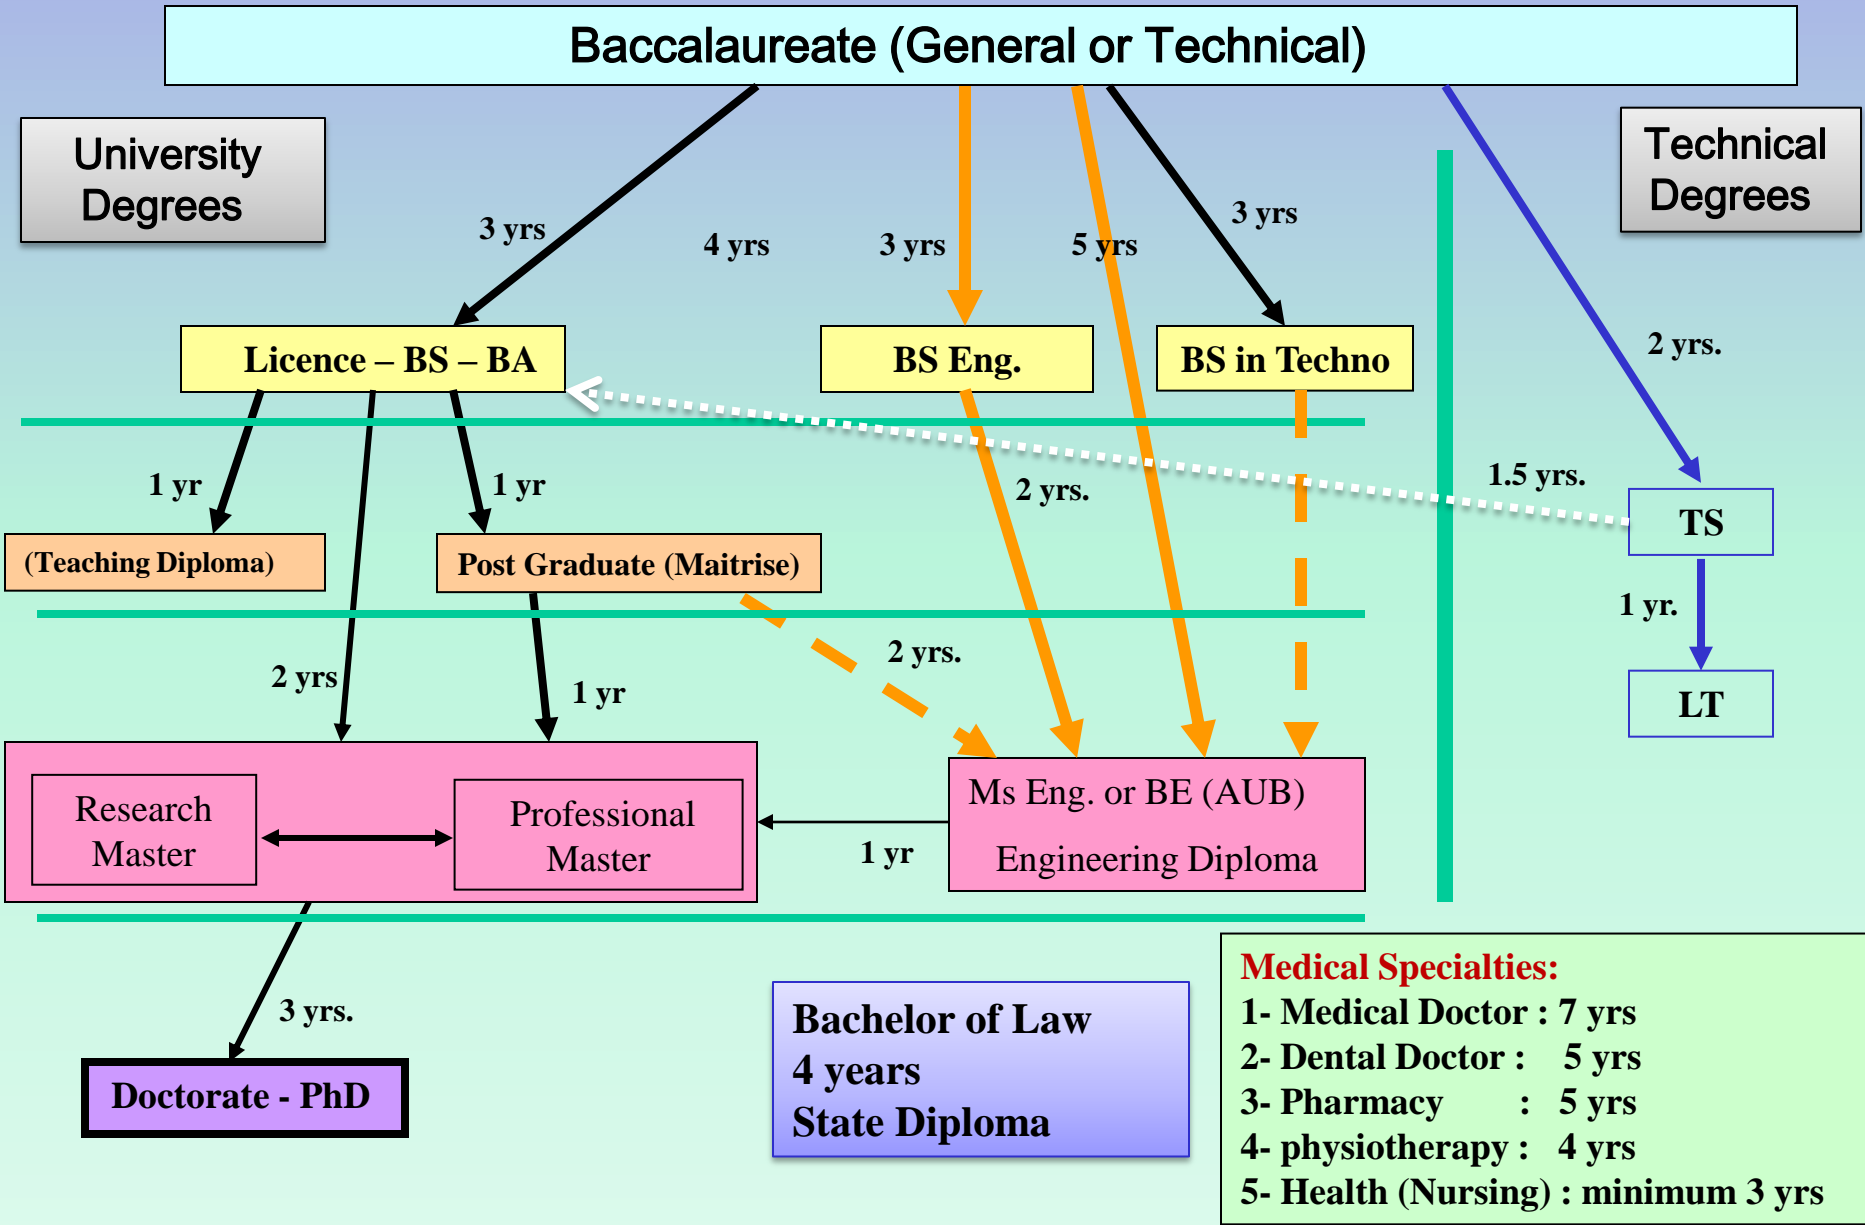 Baccalaureate (General or Technical)
University
Degrees
Technical
Degrees
3 yrs
4 yrs
3 yrs
5 yrs
3 yrs
2 yrs.
Licence – BS – BA
BS Eng.
BS in Techno
1 yr
1 yr
2 yrs.
1.5 yrs.
TS
(Teaching Diploma)
Post Graduate (Maitrise)
1 yr.
2 yrs
1 yr
2 yrs.
LT
Research
Master
Professional
Master
1 yr
Ms Eng. or BE (AUB)
Engineering Diploma
3 yrs.
Doctorate - PhD
Bachelor of Law
4 years
State Diploma
Medical Specialties:
1- Medical Doctor : 7 yrs
2- Dental Doctor : 5 yrs
3- Pharmacy : 5 yrs
4- physiotherapy : 4 yrs
5- Health (Nursing) : minimum 3 yrs